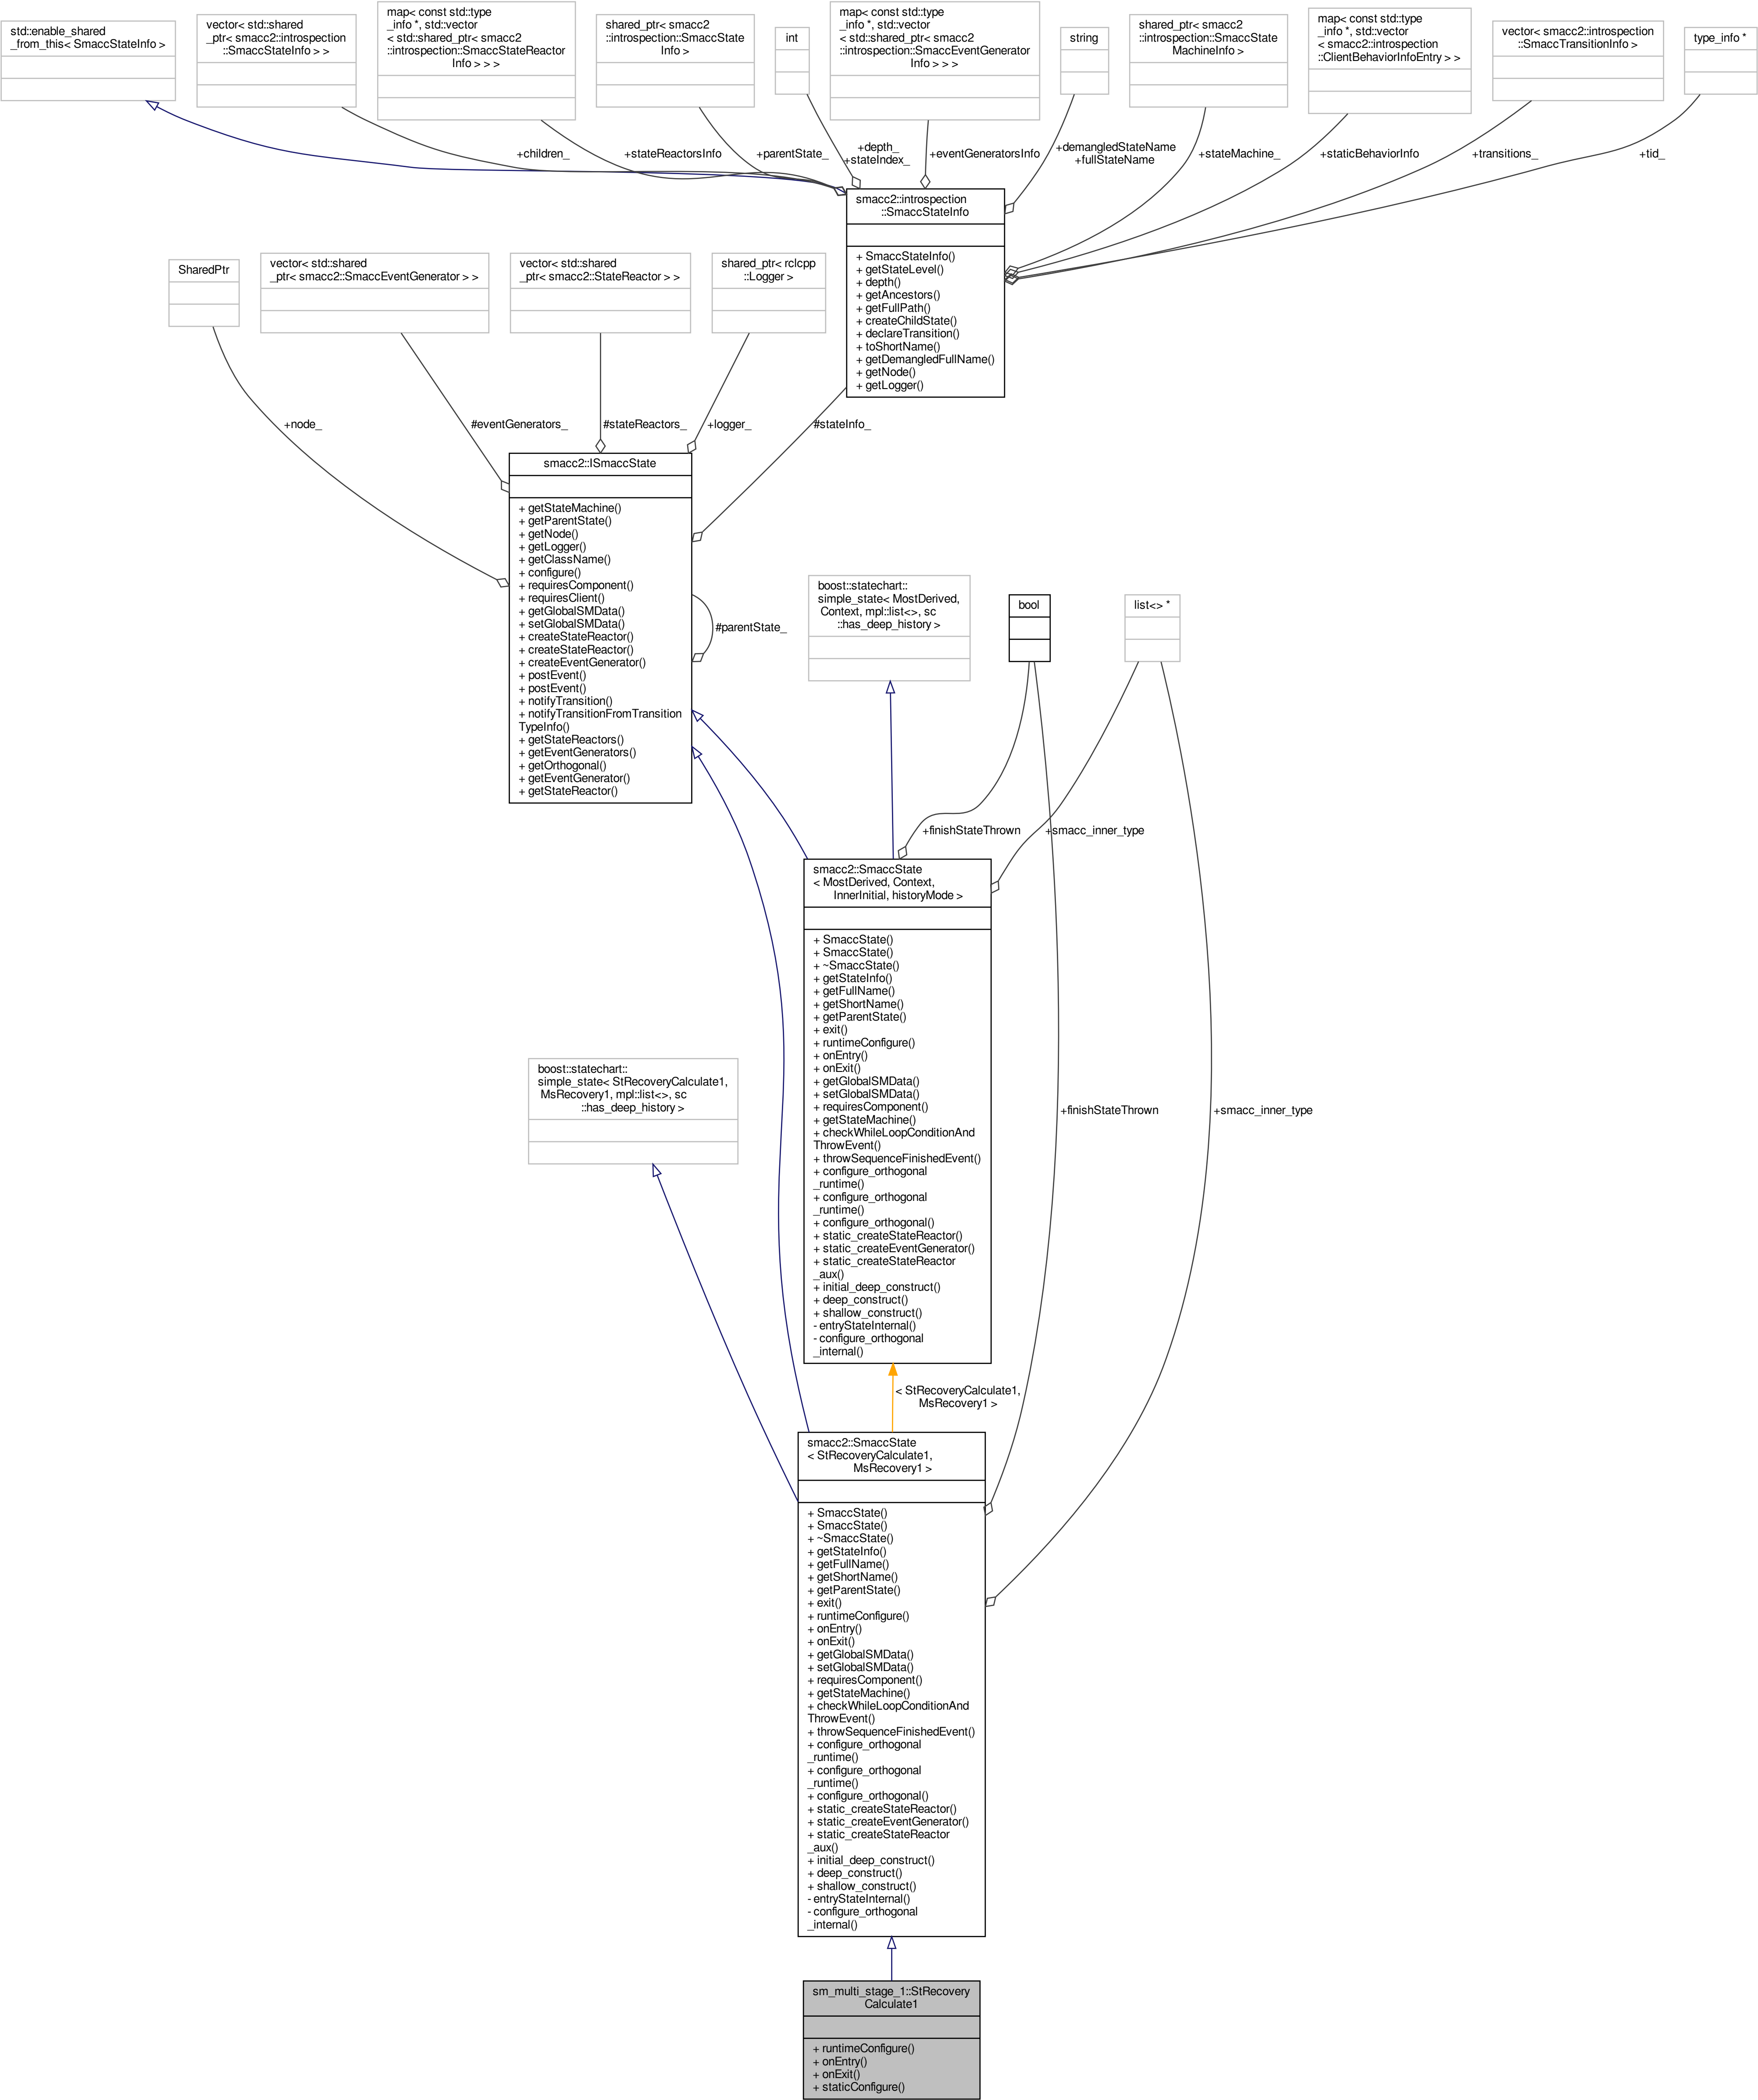 std::enable_shared
_from_this< SmaccStateInfo >
vector< std::shared
_ptr< smacc2::introspection
::SmaccStateInfo > >
map< const std::type
_info *, std::vector
< std::shared_ptr< smacc2
::introspection::SmaccStateReactor
Info > > >
shared_ptr< smacc2
::introspection::SmaccState
Info >
int
map< const std::type
_info *, std::vector
< std::shared_ptr< smacc2
::introspection::SmaccEventGenerator
Info > > >
string
shared_ptr< smacc2
::introspection::SmaccState
MachineInfo >
map< const std::type
_info *, std::vector
< smacc2::introspection
::ClientBehaviorInfoEntry > >
vector< smacc2::introspection
::SmaccTransitionInfo >
type_info *
+children_
+stateReactorsInfo
+parentState_
+depth_
+stateIndex_
+eventGeneratorsInfo
+demangledStateName
+fullStateName
+stateMachine_
+staticBehaviorInfo
+transitions_
+tid_
smacc2::introspection
::SmaccStateInfo
+ SmaccStateInfo()
+ getStateLevel()
+ depth()
+ getAncestors()
+ getFullPath()
+ createChildState()
+ declareTransition()
+ toShortName()
+ getDemangledFullName()
+ getNode()
+ getLogger()
SharedPtr
vector< std::shared
_ptr< smacc2::SmaccEventGenerator > >
vector< std::shared
_ptr< smacc2::StateReactor > >
shared_ptr< rclcpp
::Logger >
+node_
#eventGenerators_
#stateReactors_
+logger_
#stateInfo_
smacc2::ISmaccState
+ getStateMachine()
+ getParentState()
+ getNode()
+ getLogger()
+ getClassName()
+ configure()
+ requiresComponent()
+ requiresClient()
+ getGlobalSMData()
+ setGlobalSMData()
+ createStateReactor()
+ createStateReactor()
+ createEventGenerator()
+ postEvent()
+ postEvent()
+ notifyTransition()
+ notifyTransitionFromTransition
TypeInfo()
+ getStateReactors()
+ getEventGenerators()
+ getOrthogonal()
+ getEventGenerator()
+ getStateReactor()
#parentState_
boost::statechart::
simple_state< MostDerived,
Context, mpl::list<>, sc
::has_deep_history >
bool
list<> *
+finishStateThrown
+smacc_inner_type
smacc2::SmaccState
< MostDerived, Context,
InnerInitial, historyMode >
+ SmaccState()
+ SmaccState()
+ ~SmaccState()
+ getStateInfo()
+ getFullName()
+ getShortName()
+ getParentState()
+ exit()
+ runtimeConfigure()
+ onEntry()
+ onExit()
+ getGlobalSMData()
+ setGlobalSMData()
+ requiresComponent()
+ getStateMachine()
+ checkWhileLoopConditionAnd
ThrowEvent()
+ throwSequenceFinishedEvent()
+ configure_orthogonal
_runtime()
+ configure_orthogonal
_runtime()
+ configure_orthogonal()
+ static_createStateReactor()
+ static_createEventGenerator()
+ static_createStateReactor
_aux()
+ initial_deep_construct()
+ deep_construct()
+ shallow_construct()
- entryStateInternal()
- configure_orthogonal
_internal()
boost::statechart::
simple_state< StRecoveryCalculate1,
MsRecovery1, mpl::list<>, sc
::has_deep_history >
+finishStateThrown
+smacc_inner_type
< StRecoveryCalculate1,
MsRecovery1 >
smacc2::SmaccState
< StRecoveryCalculate1,
MsRecovery1 >
+ SmaccState()
+ SmaccState()
+ ~SmaccState()
+ getStateInfo()
+ getFullName()
+ getShortName()
+ getParentState()
+ exit()
+ runtimeConfigure()
+ onEntry()
+ onExit()
+ getGlobalSMData()
+ setGlobalSMData()
+ requiresComponent()
+ getStateMachine()
+ checkWhileLoopConditionAnd
ThrowEvent()
+ throwSequenceFinishedEvent()
+ configure_orthogonal
_runtime()
+ configure_orthogonal
_runtime()
+ configure_orthogonal()
+ static_createStateReactor()
+ static_createEventGenerator()
+ static_createStateReactor
_aux()
+ initial_deep_construct()
+ deep_construct()
+ shallow_construct()
- entryStateInternal()
- configure_orthogonal
_internal()
sm_multi_stage_1::StRecovery
Calculate1
+ runtimeConfigure()
+ onEntry()
+ onExit()
+ staticConfigure()